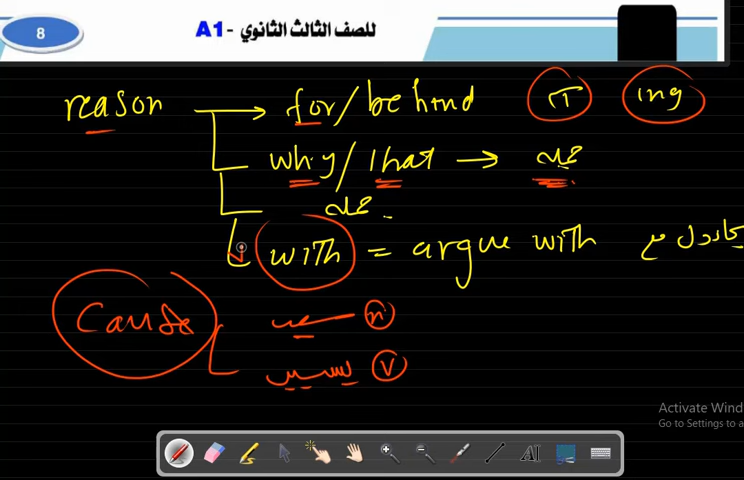 8
للصف الثالث الثانوي - A1
reason → for / behind ن ing
why / that → جملة
جملة .
with = argue with يجادل مع
Cause سبب n
يسبب v
Activate Wind
Go to Settings to a
AI